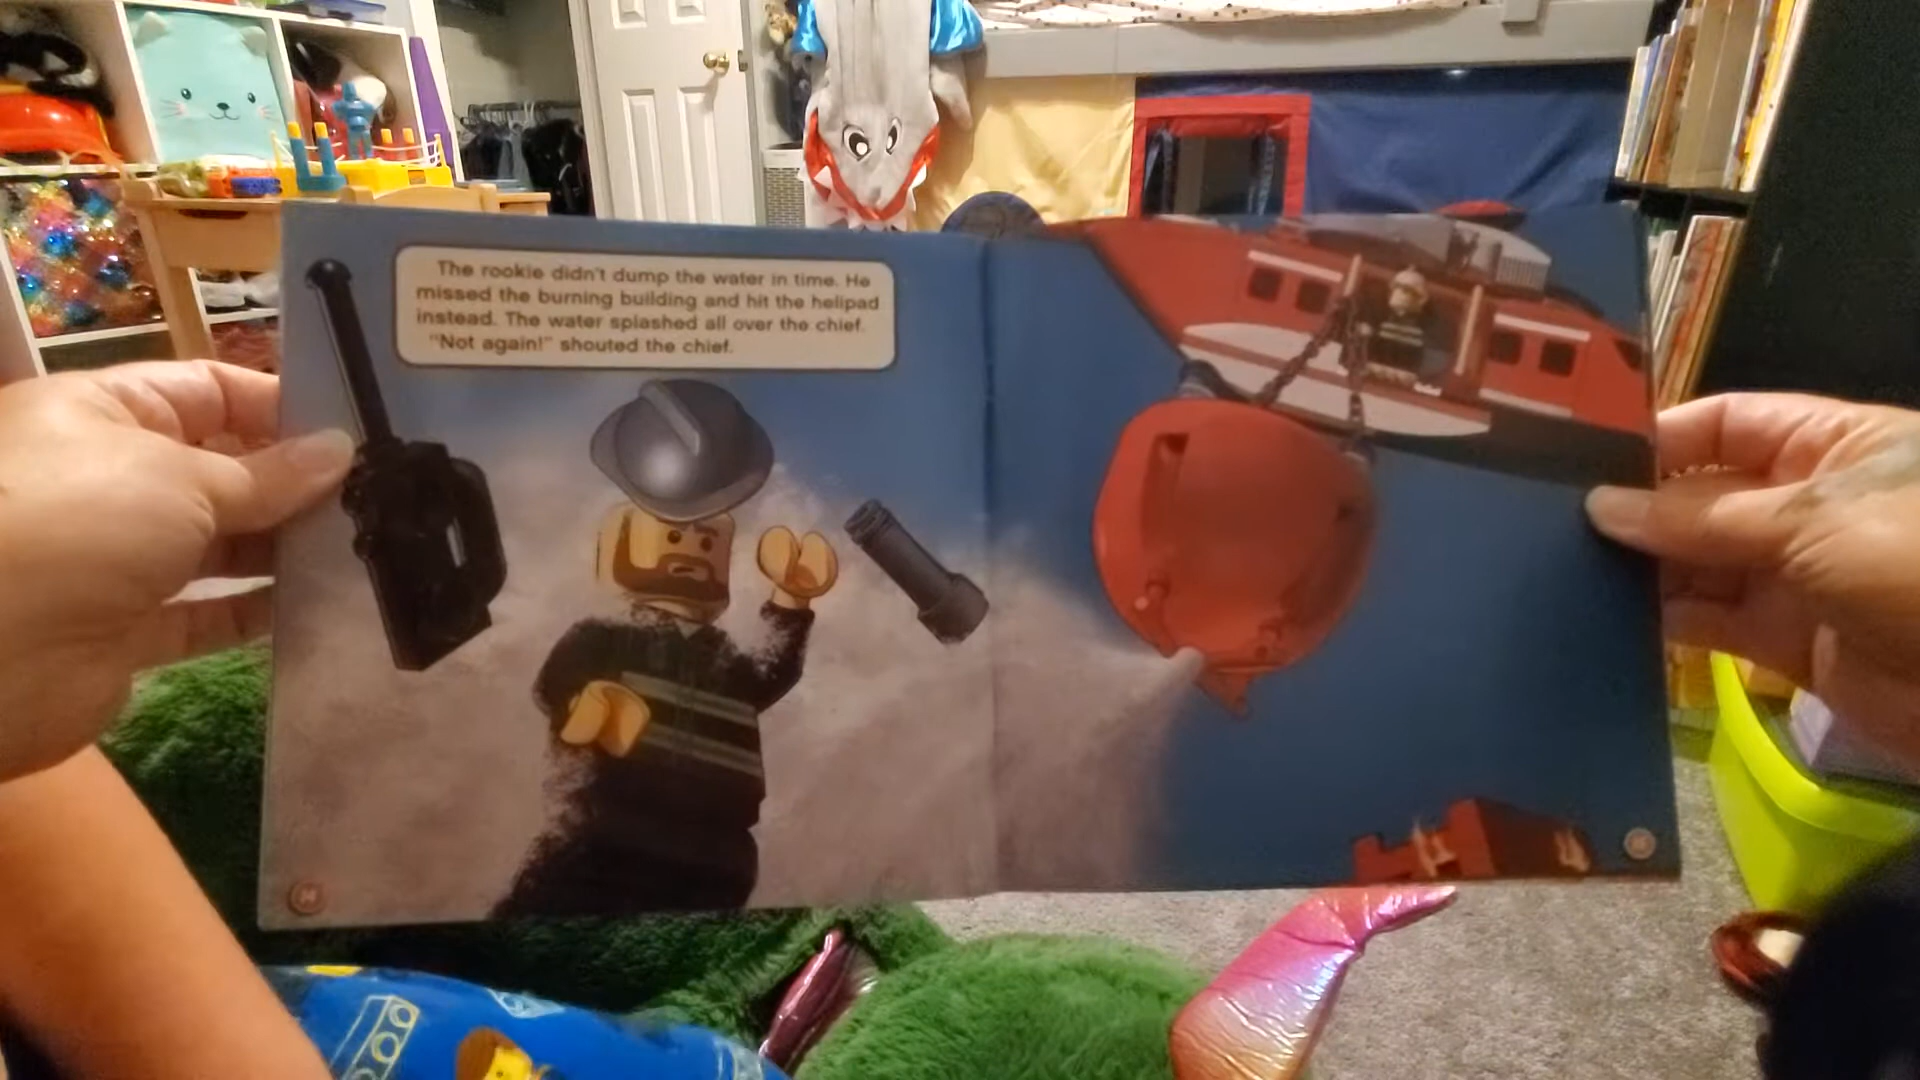 The rookie didn't dump the water in time. He
missed the burning building and hit the helipad
instead. The water splashed all over the chief.
"Not again!" shouted the chief.